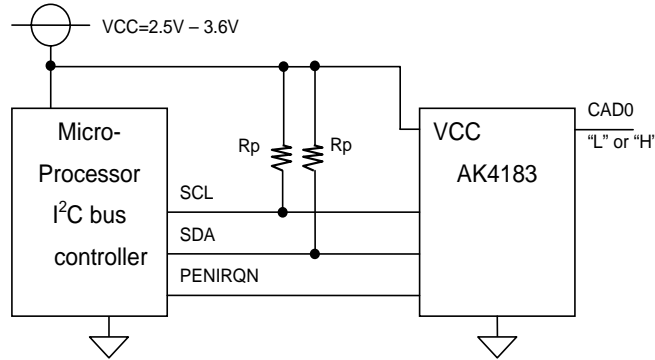 VCC=2.5V – 3.6V
Micro-
Processor
I²C bus
controller
Rp
Rp
SCL
SDA
PENIRQN
VCC
AK4183
CAD0
“L” or “H”